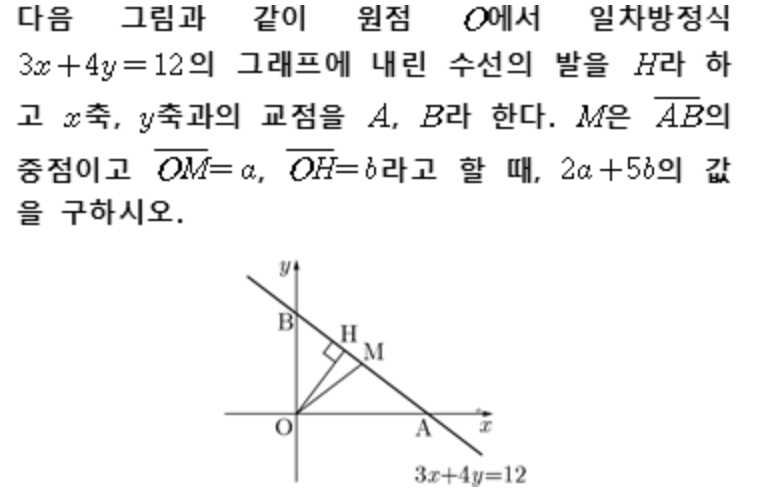 다음 그림과 같이 원점 O에서 일차방정식
3x+4y=12의 그래프에 내린 수선의 발을 H라 하
고 x축, y축과의 교점을 A, B라 한다. M은 \overline{AB}의
중점이고 \overline{OM}=a, \overline{OH}=b라고 할 때, 2a+5b의 값
을 구하시오.
y
B
H
M
O
A
x
3x+4y=12